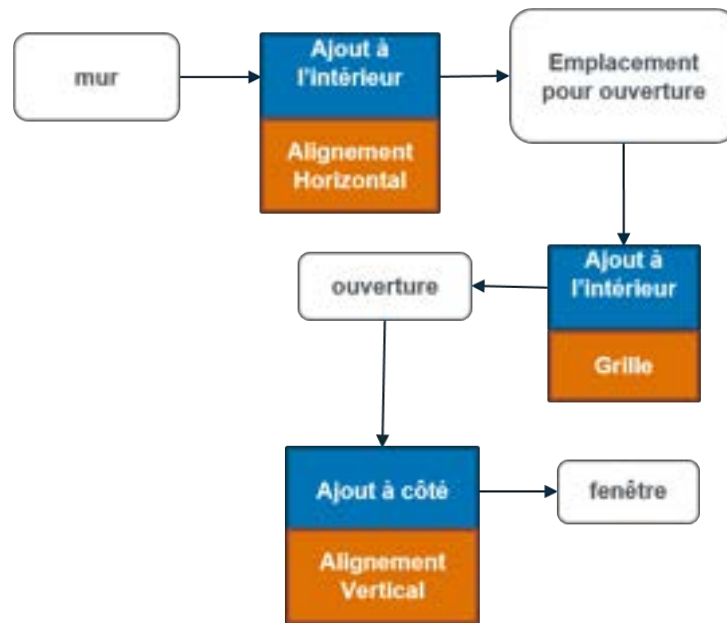 mur
Ajout à
l'intérieur
Alignement
Horizontal
Emplacement
pour ouverture
ouverture
Ajout à
l'intérieur
Grille
Ajout à côté
Alignement
Vertical
fenêtre